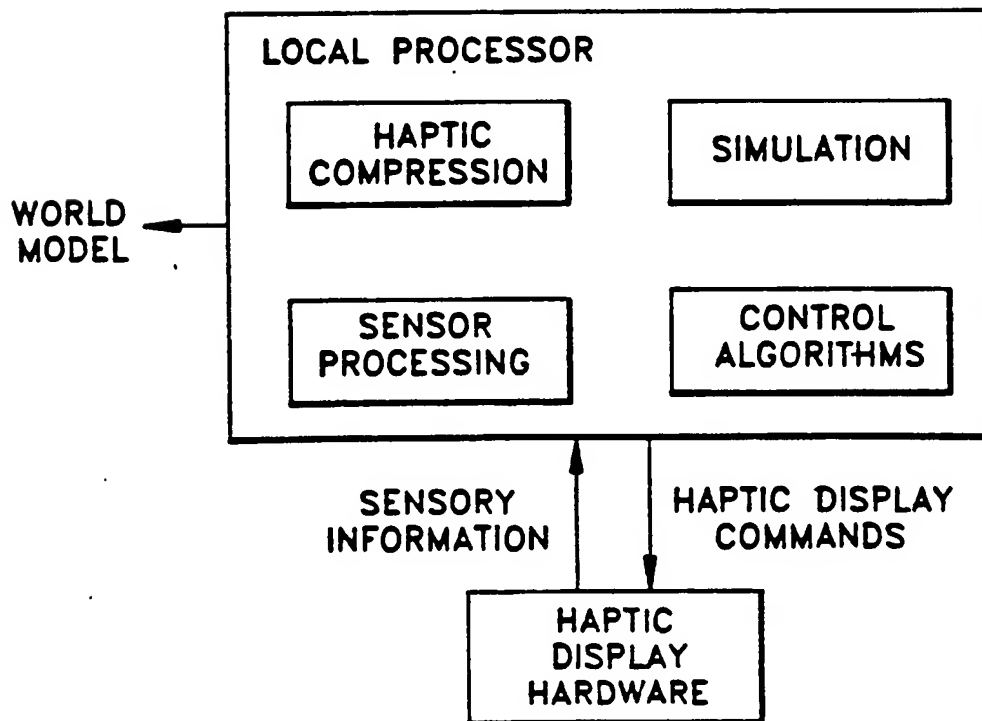 LOCAL PROCESSOR
HAPTIC
COMPRESSION
SIMULATION
WORLD
MODEL
SENSOR
PROCESSING
CONTROL
ALGORITHMS
SENSORY
INFORMATION
HAPTIC DISPLAY
COMMANDS
HAPTIC
DISPLAY
HARDWARE